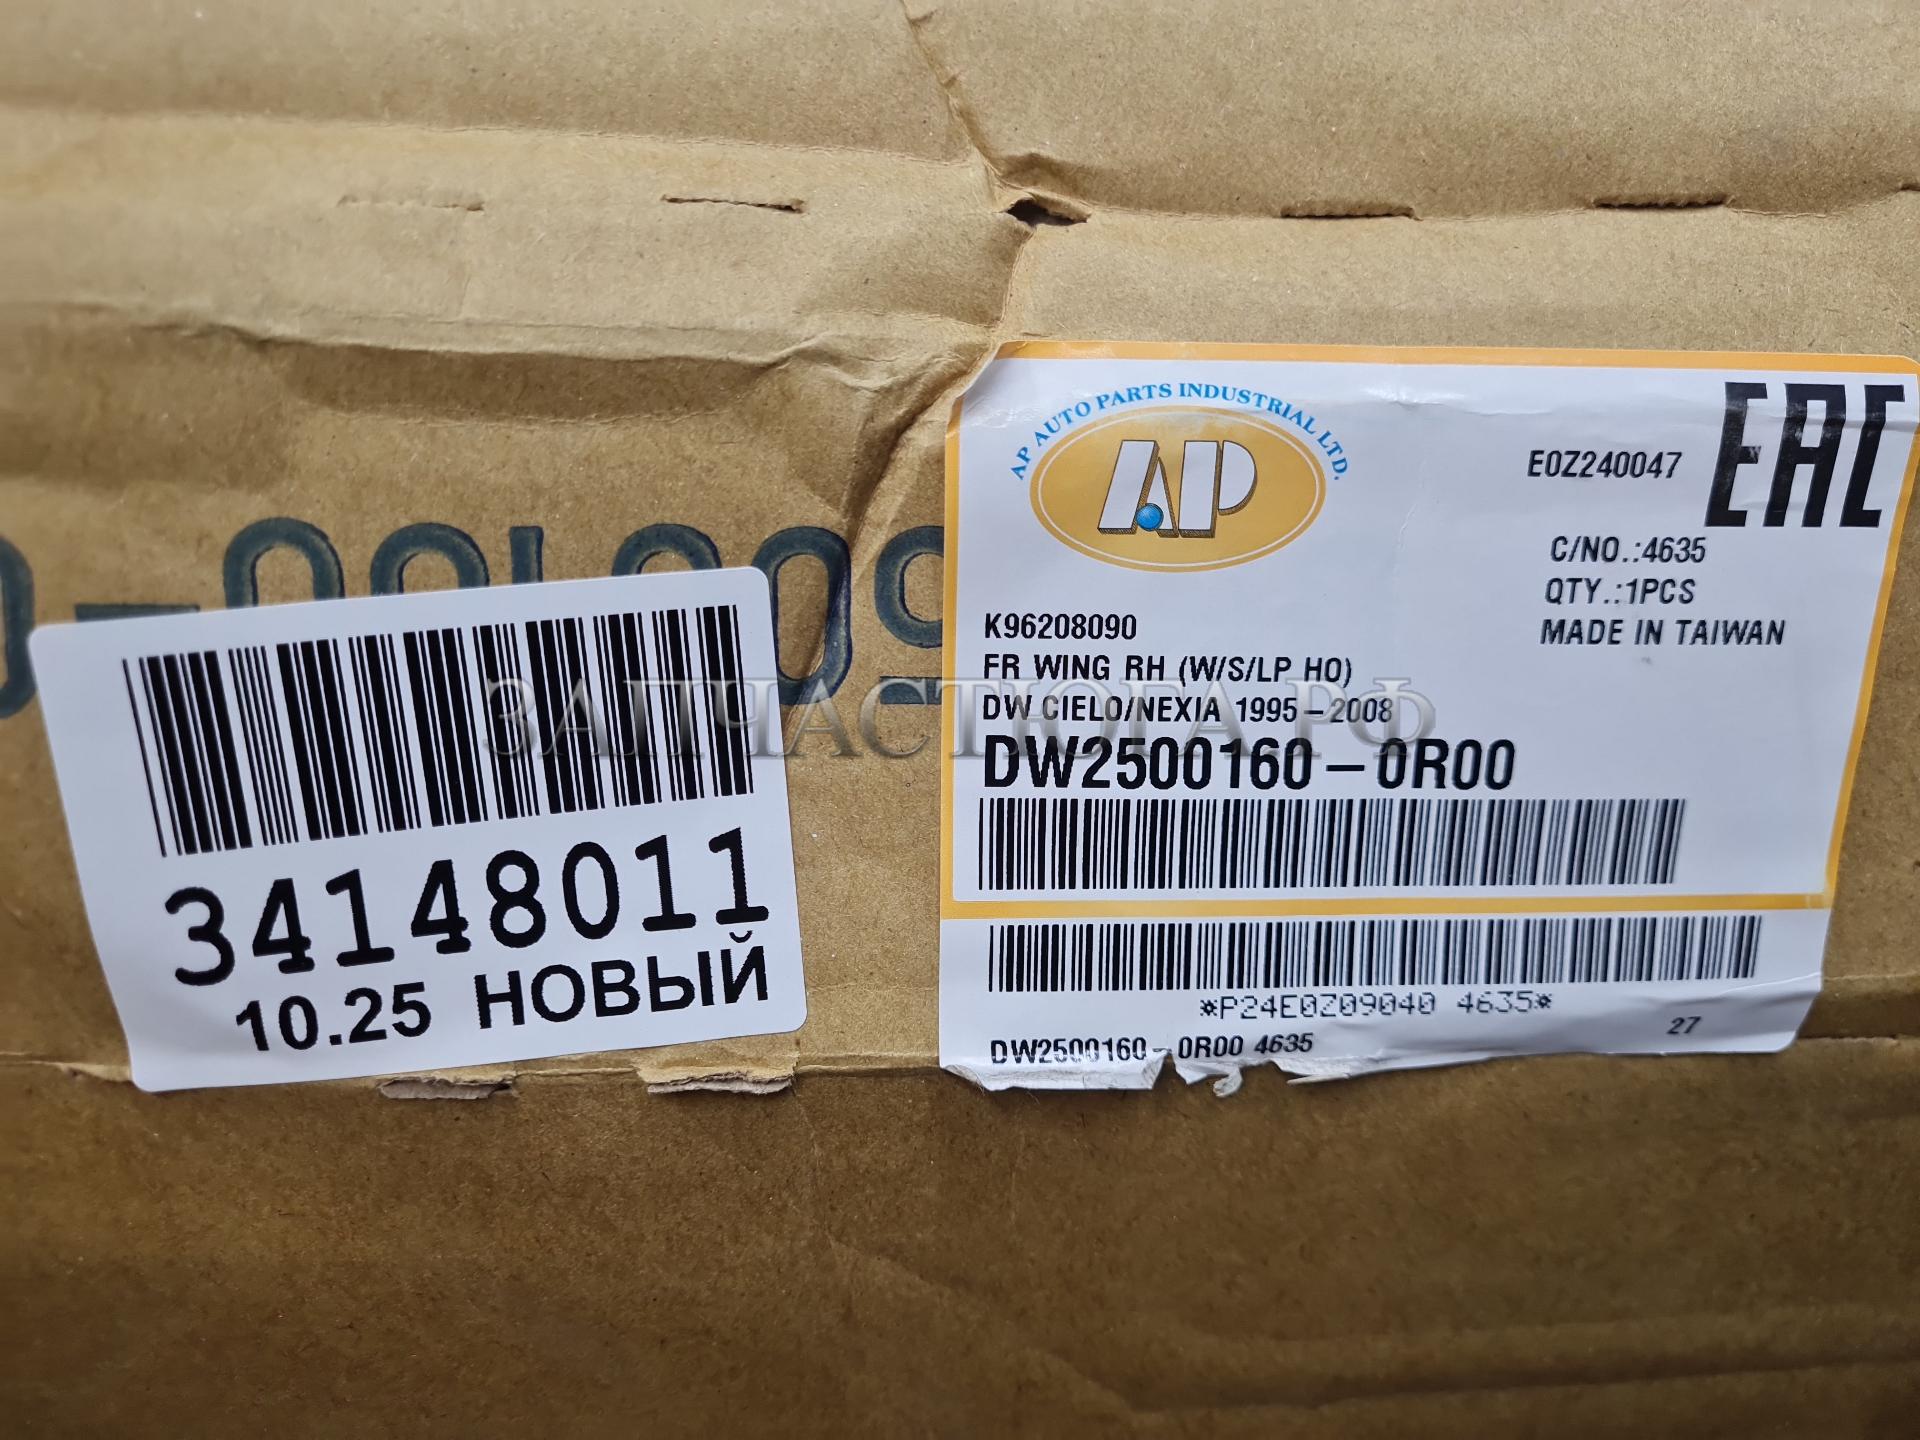 AP AUTO PARTS INDUSTRIAL LTD.
AP
E0Z240047
EAC
C/NO.:4635
QTY.:1PCS
MADE IN TAIWAN
K96208090
FR WING RH (W/S/LP HO)
DW CIELO/NEXIA 1995-2008
DW2500160-0R00
*P24E0Z09040 4635*
DW2500160-0R00 4635
27
34148011
10.25 НОВЫЙ
ЗАПЧАСТЮГА.РФ